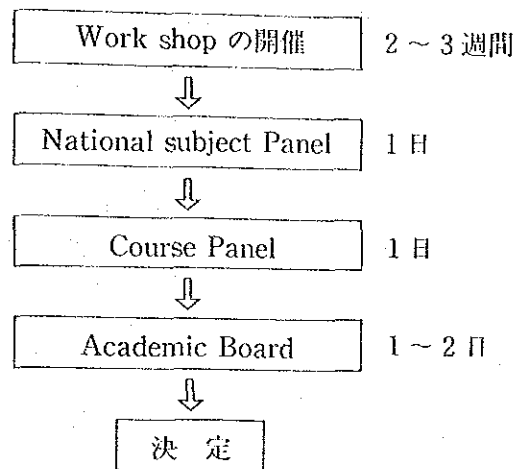 Work shop の開催 2～3週間
⇩
National subject Panel 1日
⇩
Course Panel 1日
⇩
Academic Board 1～2日
⇩
決 定